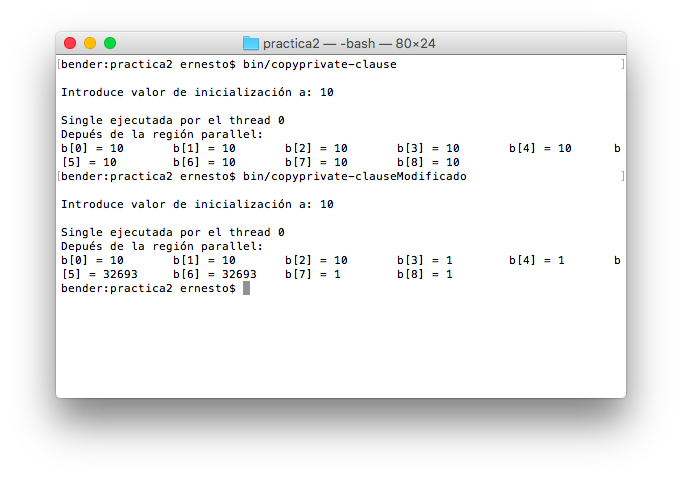 practica2 — -bash — 80×24
[bender:practica2 ernesto$ bin/copyprivate-clause ]
Introduce valor de inicialización a: 10
Single ejecutada por el thread 0
Depués de la región parallel:
b[0] = 10 b[1] = 10 b[2] = 10 b[3] = 10 b[4] = 10 b
[5] = 10 b[6] = 10 b[7] = 10 b[8] = 10
[bender:practica2 ernesto$ bin/copyprivate-clauseModificado ]
Introduce valor de inicialización a: 10
Single ejecutada por el thread 0
Depués de la región parallel:
b[0] = 10 b[1] = 10 b[2] = 10 b[3] = 1 b[4] = 1 b
[5] = 32693 b[6] = 32693 b[7] = 1 b[8] = 1
bender:practica2 ernesto$